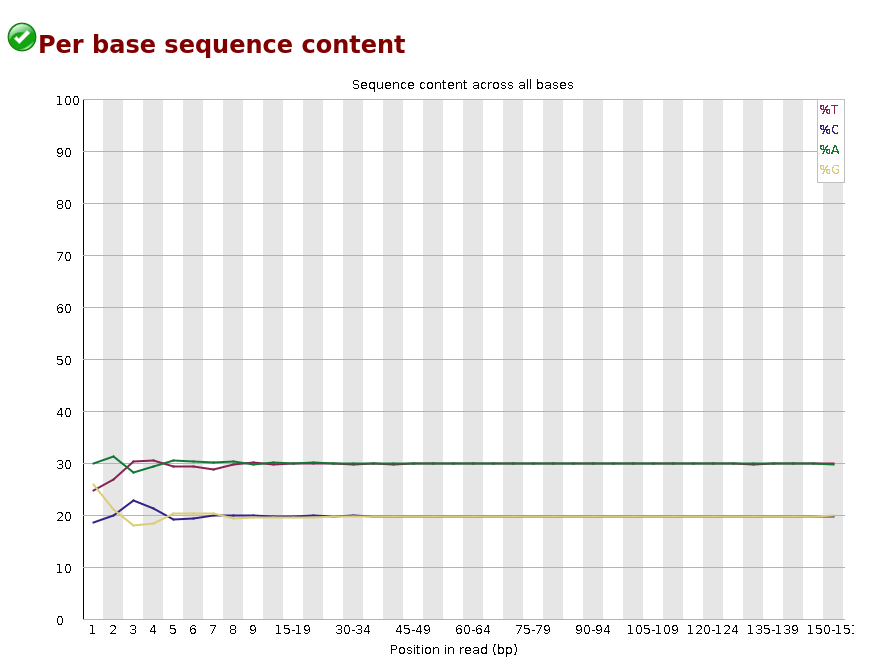 Per base sequence content
Sequence content across all bases
%T
%C
%A
%G
100
90
80
70
60
50
40
30
20
10
0
1 2 3 4 5 6 7 8 9 15-19 30-34 45-49 60-64 75-79 90-94 105-109 120-124 135-139 150-151
Position in read (bp)